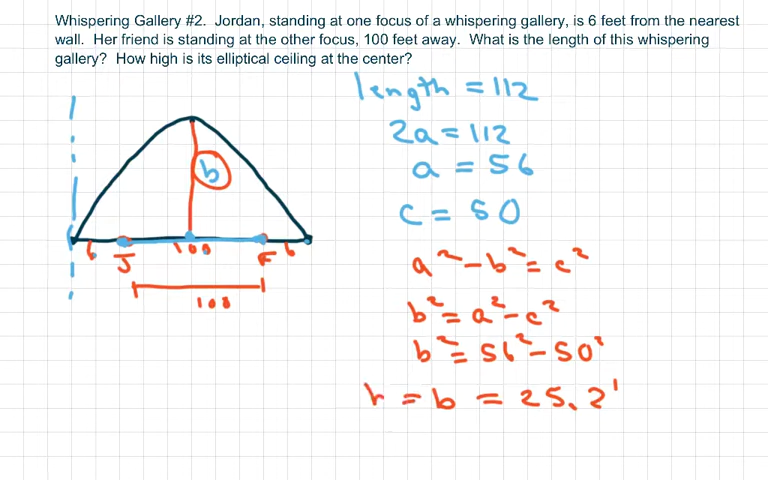 Whispering Gallery #2. Jordan, standing at one focus of a whispering gallery, is 6 feet from the nearest
wall. Her friend is standing at the other focus, 100 feet away. What is the length of this whispering
gallery? How high is its elliptical ceiling at the center?
length = 112
2a = 112
a = 56
b
c = 50
6 J 100 F 6
100
a² - b² = c²
b² = a² - c²
b² = 56² - 50²
h = b = 25.2'